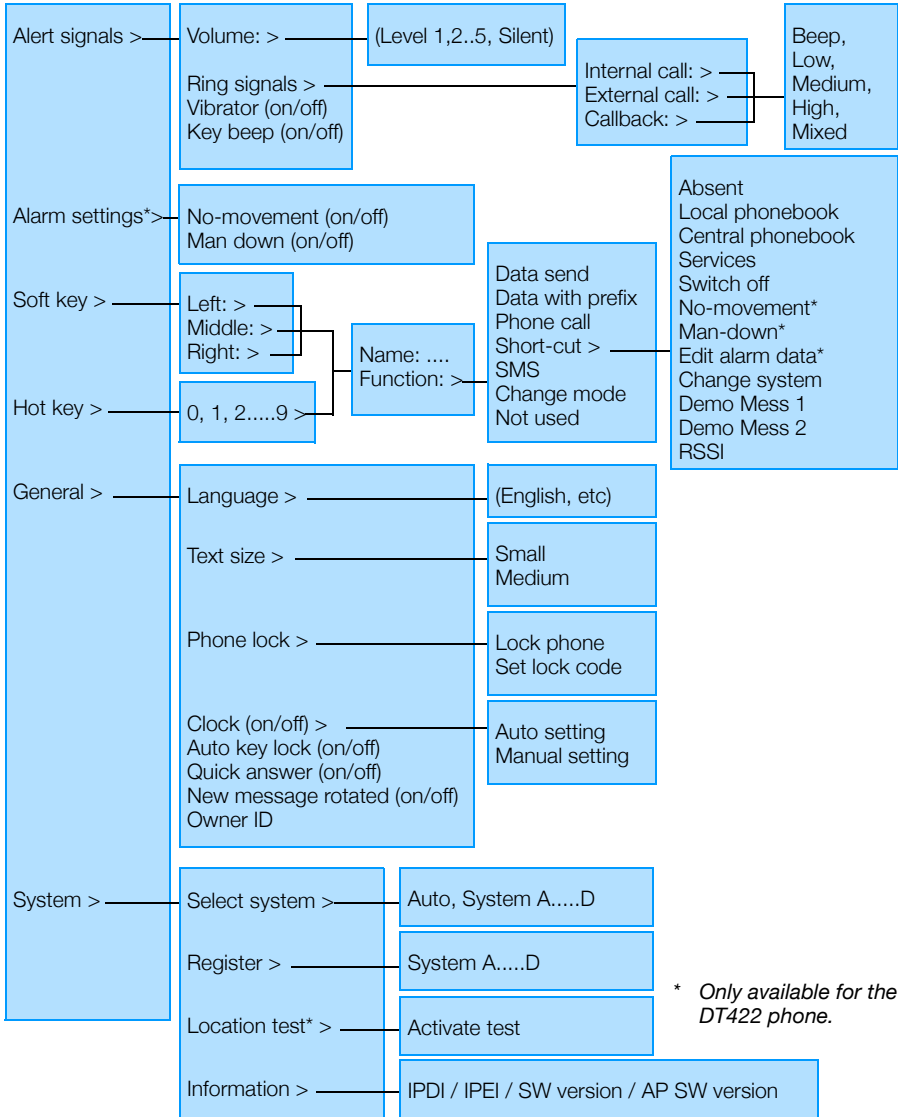 Alert signals >
Volume: >
(Level 1,2..5, Silent)
Ring signals >
Vibrator (on/off)
Key beep (on/off)
Internal call: >
External call: >
Callback: >
Beep,
Low,
Medium,
High,
Mixed
Alarm settings*>
No-movement (on/off)
Man down (on/off)
Soft key >
Left: >
Middle: >
Right: >
Hot key >
0, 1, 2.....9 >
Name: ....
Function: >
Data send
Data with prefix
Phone call
Short-cut >
SMS
Change mode
Not used
Absent
Local phonebook
Central phonebook
Services
Switch off
No-movement*
Man-down*
Edit alarm data*
Change system
Demo Mess 1
Demo Mess 2
RSSI
General >
Language >
(English, etc)
Text size >
Small
Medium
Phone lock >
Lock phone
Set lock code
Clock (on/off) >
Auto key lock (on/off)
Quick answer (on/off)
New message rotated (on/off)
Owner ID
Auto setting
Manual setting
System >
Select system >
Auto, System A.....D
Register >
System A.....D
Location test* >
Activate test
Information >
IPDI / IPEI / SW version / AP SW version
* Only available for the
DT422 phone.